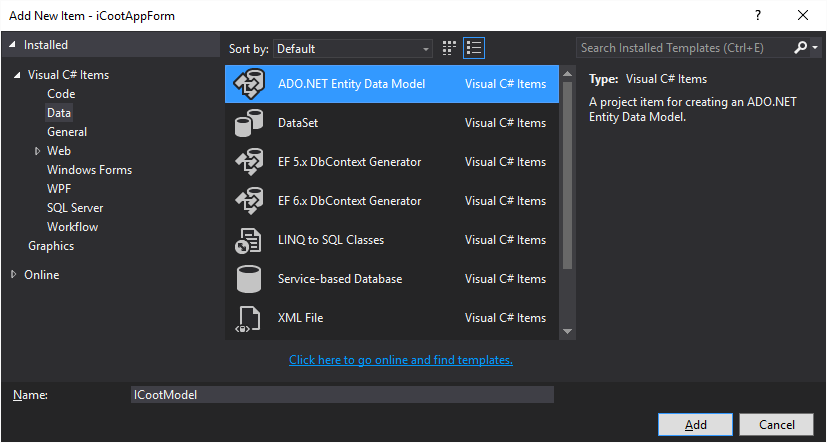 Add New Item - iCootAppForm
?
Installed
Sort by: Default
Search Installed Templates (Ctrl+E)
Visual C# Items
Code
Data
General
Web
Windows Forms
WPF
SQL Server
Workflow
Graphics
Online
ADO.NET Entity Data Model Visual C# Items
DataSet Visual C# Items
EF 5.x DbContext Generator Visual C# Items
EF 6.x DbContext Generator Visual C# Items
LINQ to SQL Classes Visual C# Items
Service-based Database Visual C# Items
XML File Visual C# Items
Click here to go online and find templates.
Type: Visual C# Items
A project item for creating an ADO.NET
Entity Data Model.
Name: ICootModel
Add Cancel